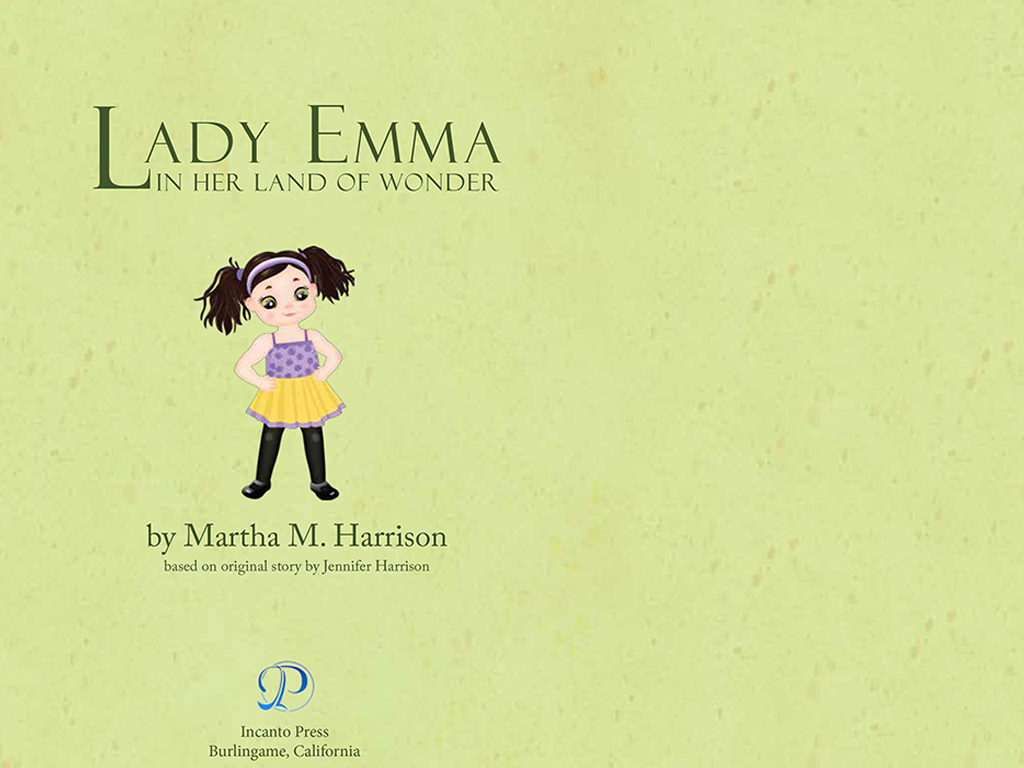 LADY EMMA
IN HER LAND OF WONDER
by Martha M. Harrison
based on original story by Jennifer Harrison
P
Incanto Press
Burlingame, California